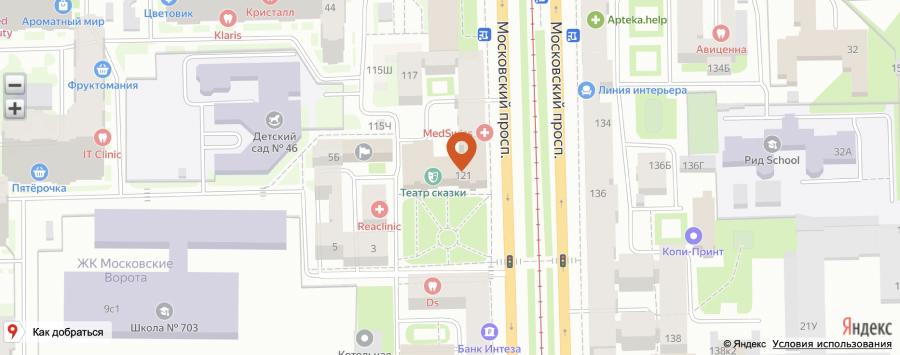 Ароматный мир
Цветовик
Кристалл
44
Klaris
Apteka.help
Авиценна
134Б
32
115Ш
117
Фруктомания
Линия интерьера
134
Детский
сад № 46
115Ч
MedSwiss
IT Clinic
5Б
Рид School
32А
136Б
136Г
Пятёрочка
121
Театр сказки
136
Reaclinic
5
3
Копи-Принт
ЖК Московские
Ворота
9с1
Школа № 703
Ds
Банк Интеза
Котельная
138
138к2
21У
Московский просп.
Московский просп.
Как добраться
Яндекс
© Яндекс Условия использования